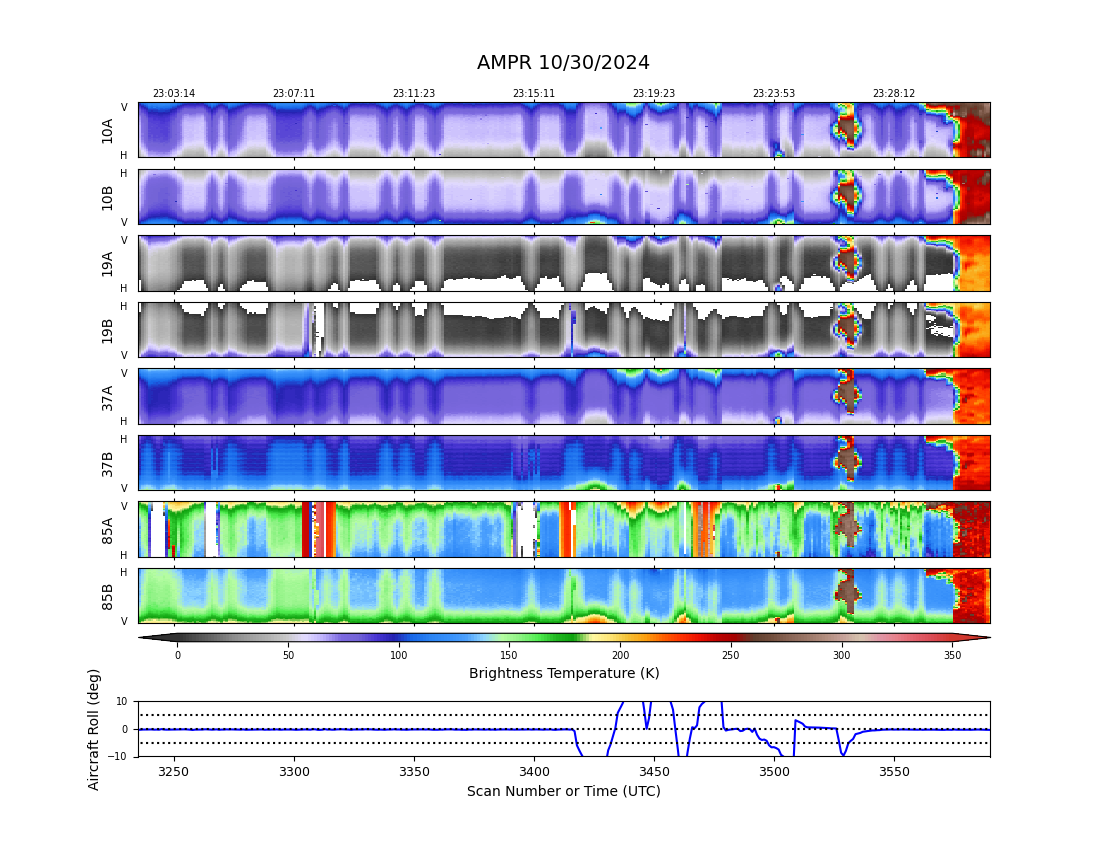 AMPR 10/30/2024
23:03:14 23:07:11 23:11:23 23:15:11 23:19:23 23:23:53 23:28:12
V
10A
H
H
10B
V
V
19A
H
H
19B
V
V
37A
H
H
37B
V
V
85A
H
H
85B
V
0 50 100 150 200 250 300 350
Brightness Temperature (K)
Aircraft Roll (deg)
10
0
−10
3250 3300 3350 3400 3450 3500 3550
Scan Number or Time (UTC)